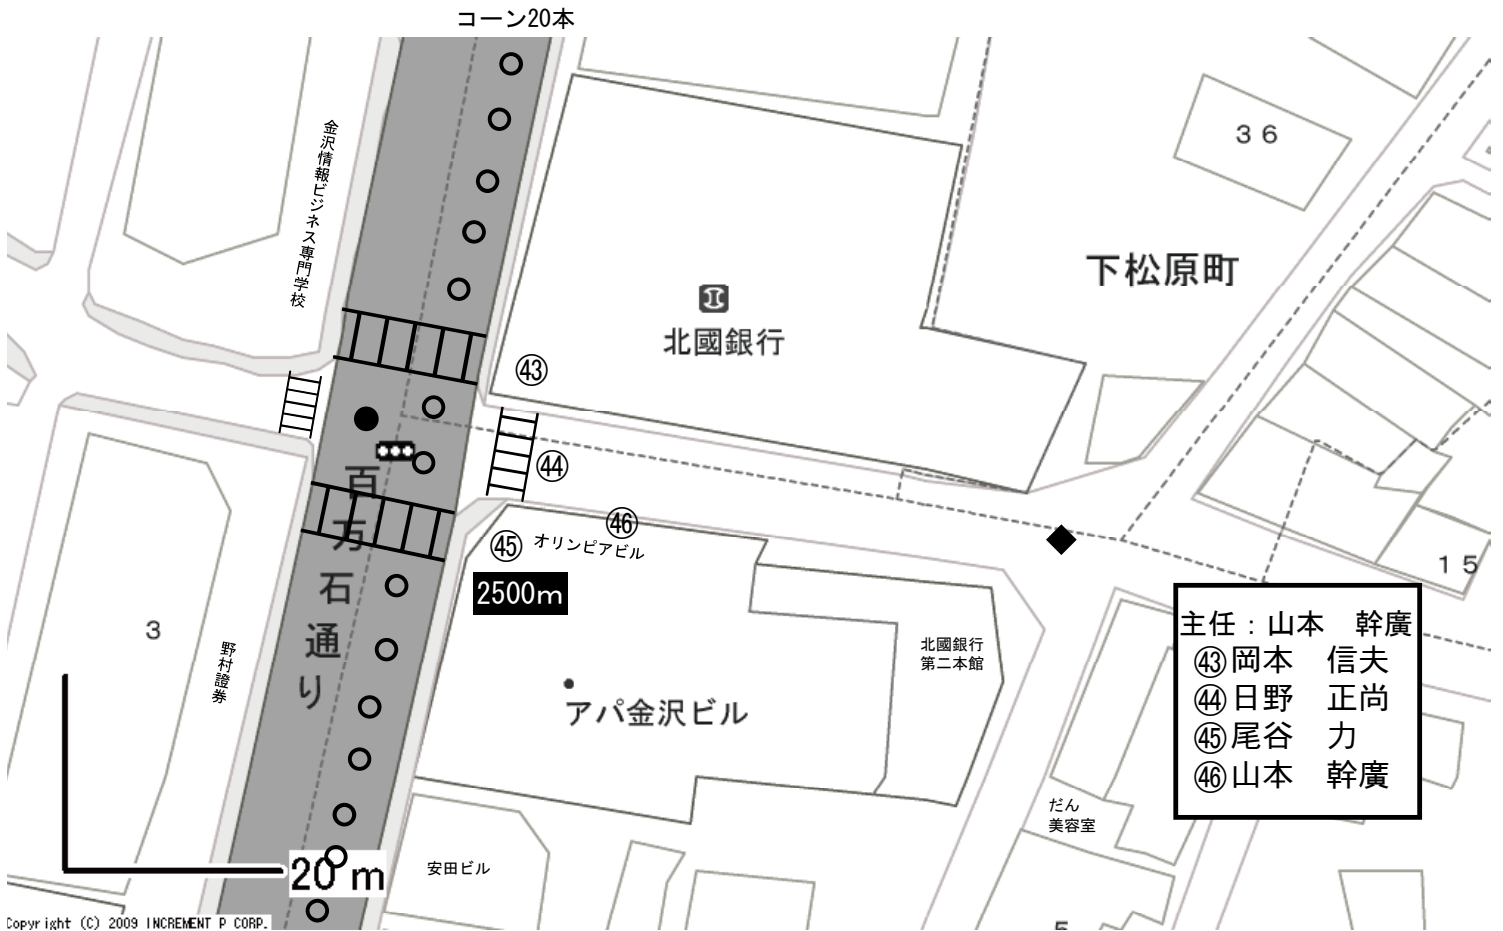 コーン20本
金沢情報ビジネス専門学校
36
下松原町
北國銀行
㊸
㊹
百万石通り
㊻
㊺
オリンピアビル
15
2500m
主任:山本 幹廣
㊸岡本 信夫
㊹日野 正尚
㊺尾谷 力
㊻山本 幹廣
3
野村證券
北國銀行
第二本館
アパ金沢ビル
だん
美容室
20m
安田ビル
5
Copyright (C) 2009 INCREMENT P CORP.